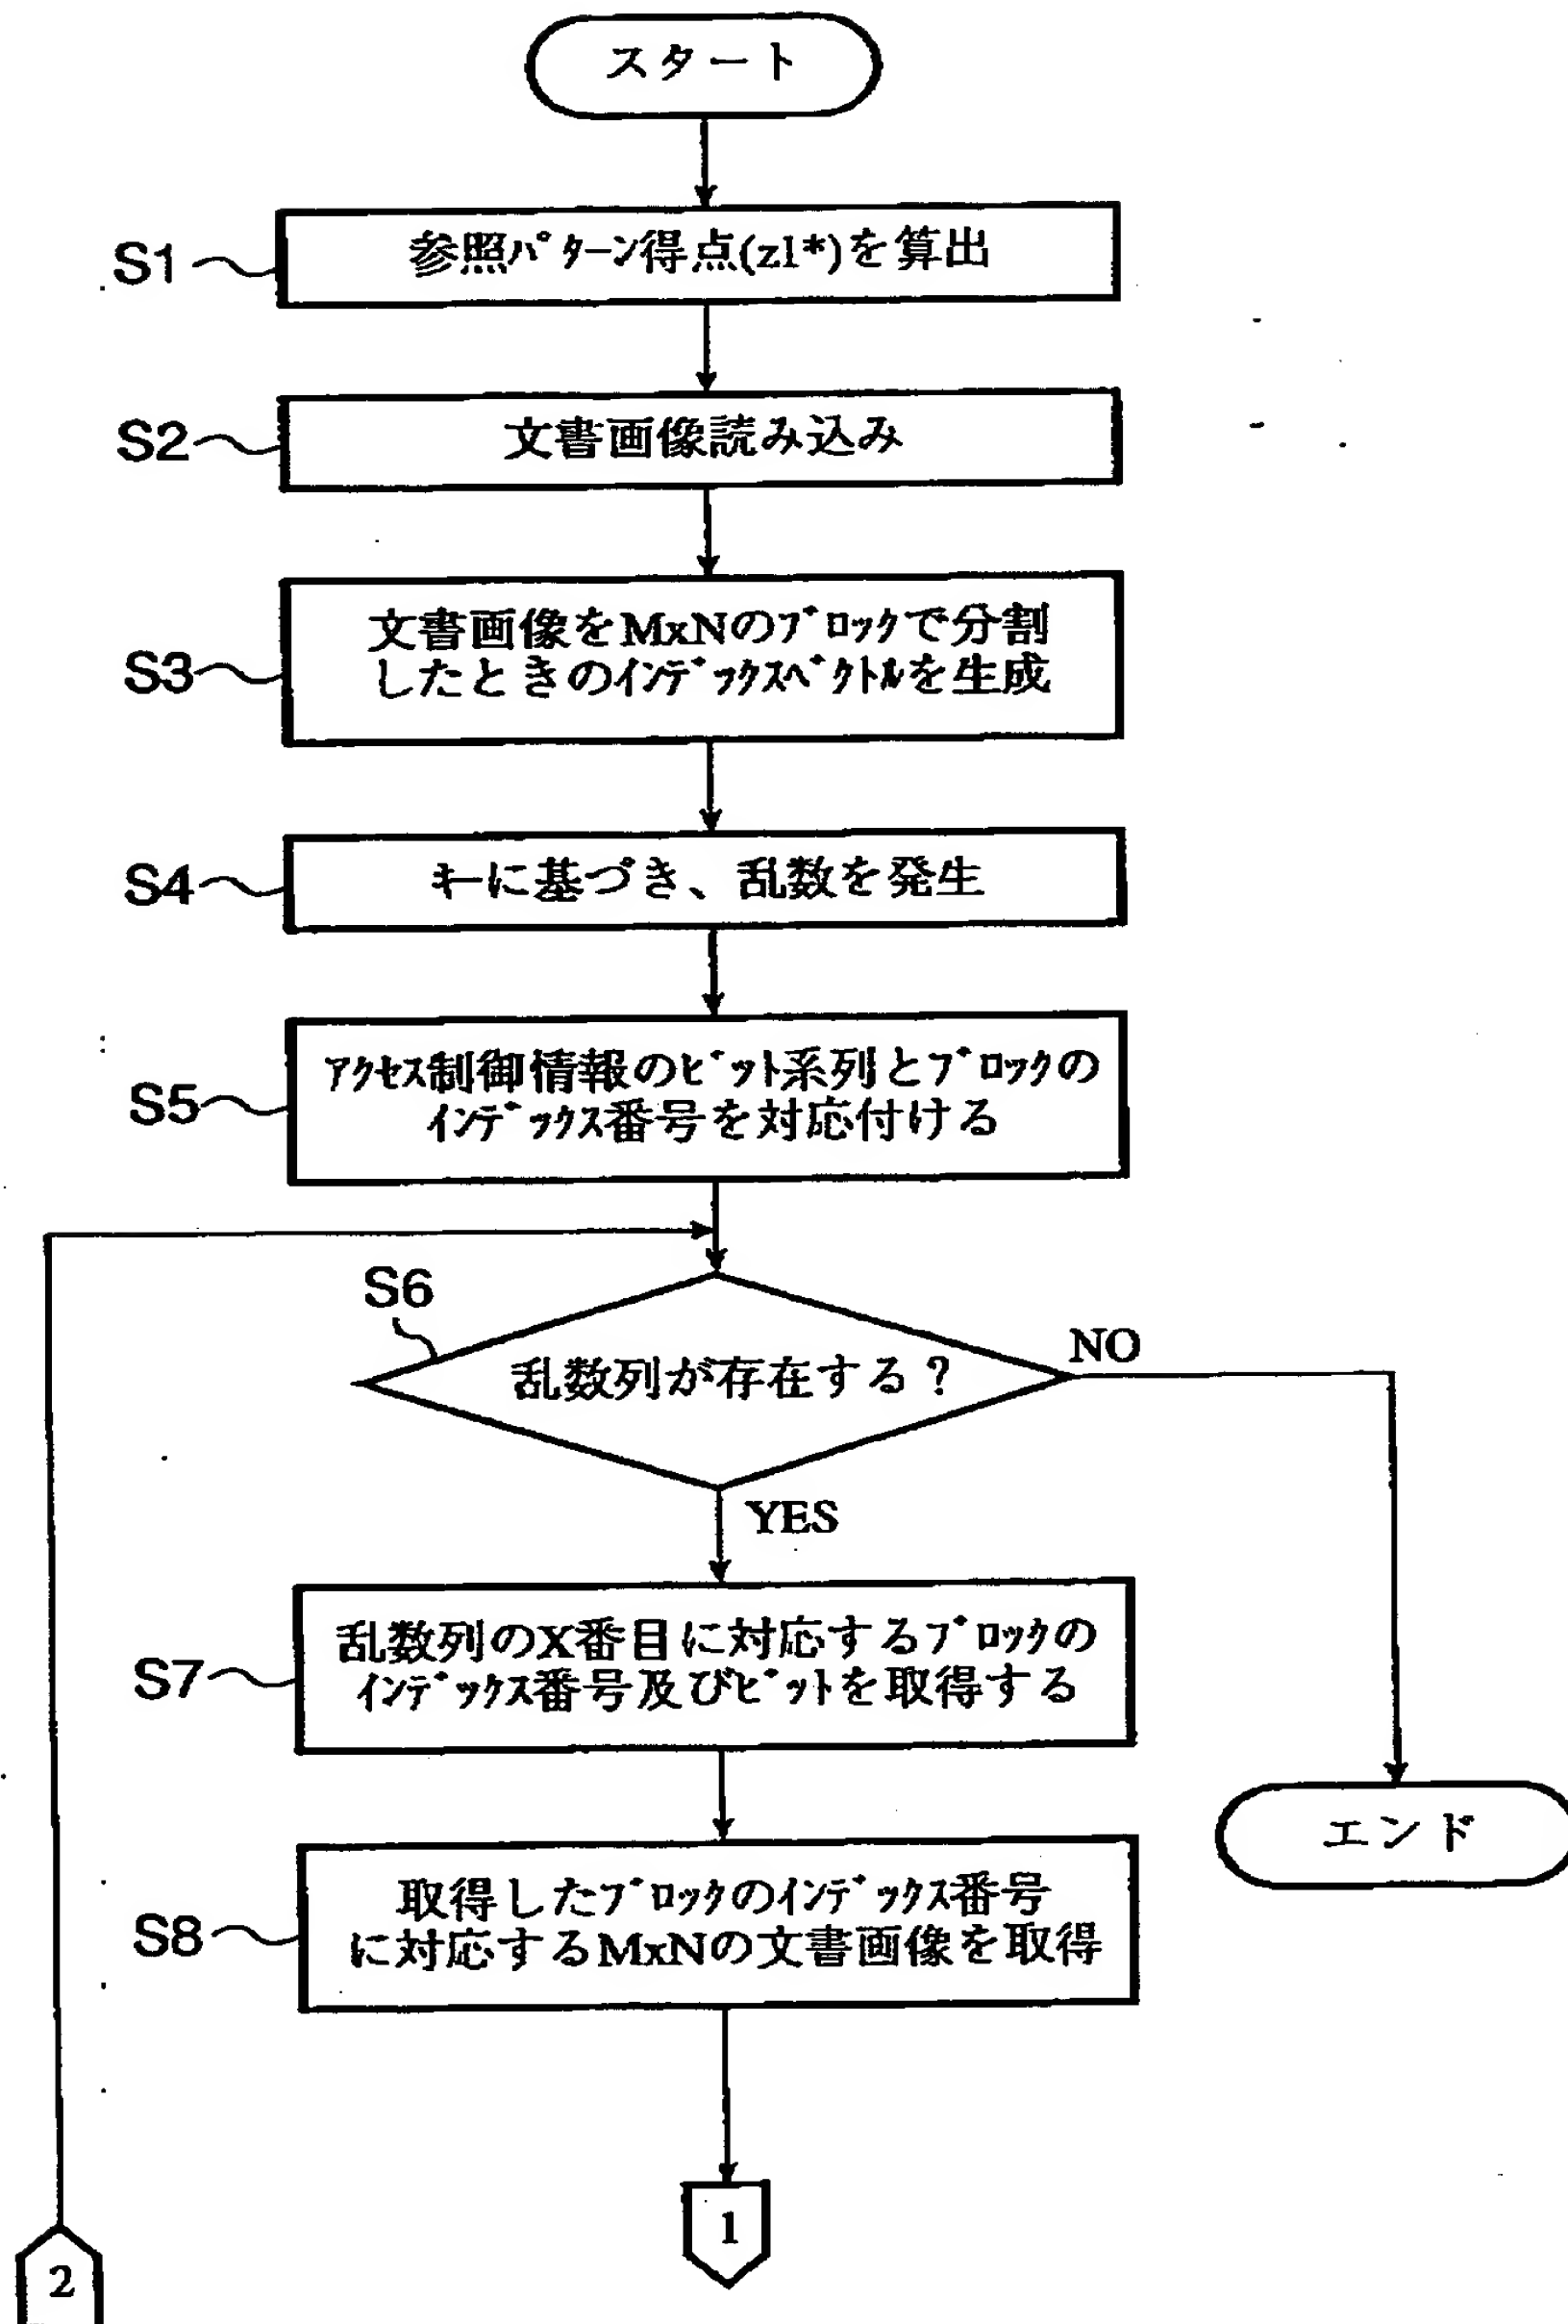 スタート
S1
参照パターン得点(z1*)を算出
S2
文書画像読み込み
S3
文書画像をMxNのブロックで分割
したときのインデックスベクトルを生成
S4
キーに基づき、乱数を発生
S5
アクセス制御情報のビット系列とブロックの
インデックス番号を対応付ける
S6
乱数列が存在する？
NO
YES
S7
乱数列のX番目に対応するブロックの
インデックス番号及びビットを取得する
エンド
S8
取得したブロックのインデックス番号
に対応するMxNの文書画像を取得
1
2